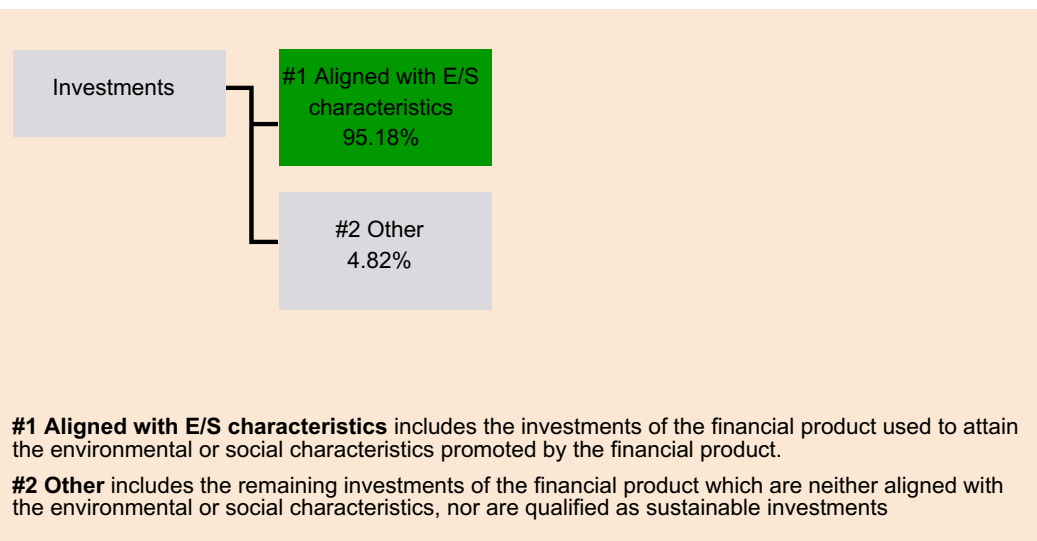 Investments
#1 Aligned with E/S
characteristics
95.18%
#2 Other
4.82%
#1 Aligned with E/S characteristics includes the investments of the financial product used to attain
the environmental or social characteristics promoted by the financial product.
#2 Other includes the remaining investments of the financial product which are neither aligned with
the environmental or social characteristics, nor are qualified as sustainable investments